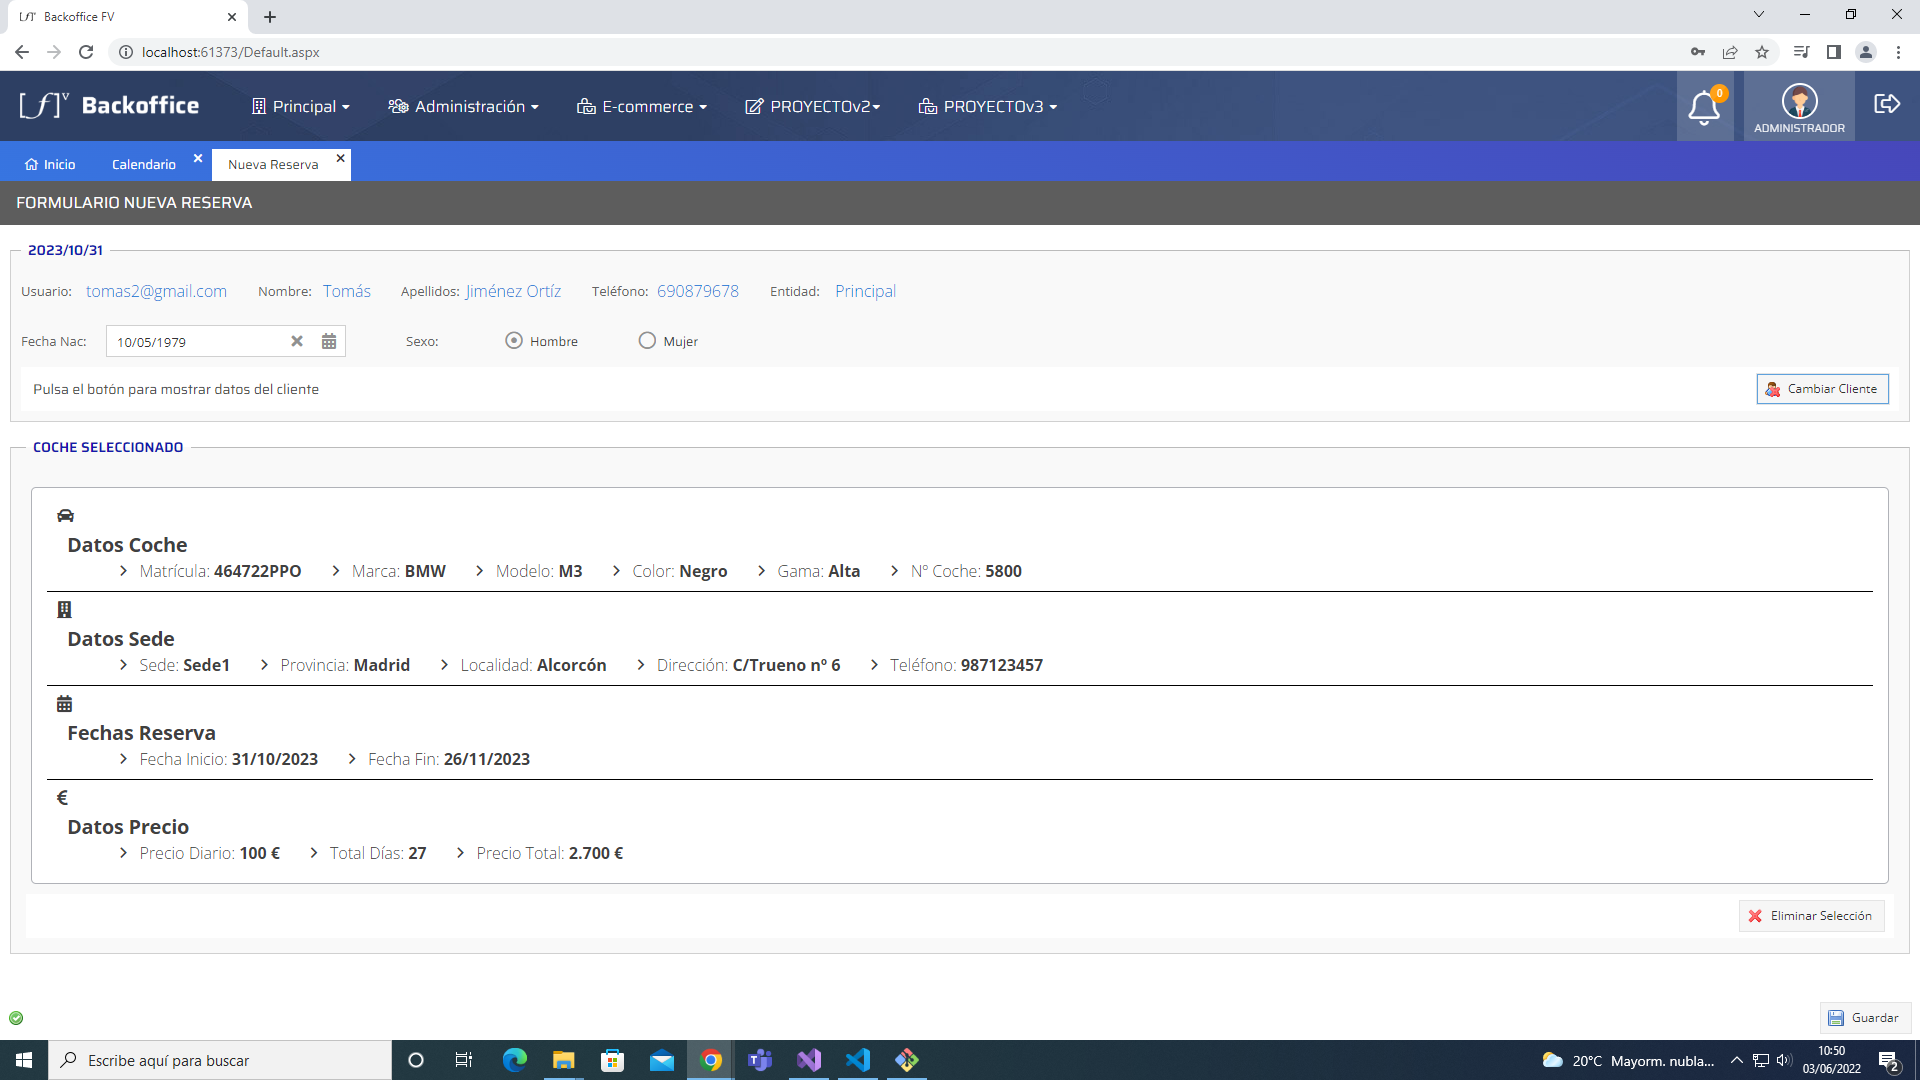 Backoffice FV
localhost:61373/Default.aspx
[ƒ]ᵛ Backoffice Principal Administración E-commerce PROYECTOv2 PROYECTOv3 0 ADMINISTRADOR
Inicio Calendario Nueva Reserva
FORMULARIO NUEVA RESERVA
2023/10/31
Usuario: tomas2@gmail.com Nombre: Tomás Apellidos: Jiménez Ortíz Teléfono: 690879678 Entidad: Principal
Fecha Nac: 10/05/1979 Sexo: Hombre Mujer
Pulsa el botón para mostrar datos del cliente Cambiar Cliente
COCHE SELECCIONADO
Datos Coche
Matrícula: 464722PPO Marca: BMW Modelo: M3 Color: Negro Gama: Alta Nº Coche: 5800
Datos Sede
Sede: Sede1 Provincia: Madrid Localidad: Alcorcón Dirección: C/Trueno nº 6 Teléfono: 987123457
Fechas Reserva
Fecha Inicio: 31/10/2023 Fecha Fin: 26/11/2023
€
Datos Precio
Precio Diario: 100 € Total Días: 27 Precio Total: 2.700 €
Eliminar Selección
Guardar
Escribe aquí para buscar 20°C Mayorm. nubla... 10:50
03/06/2022 2